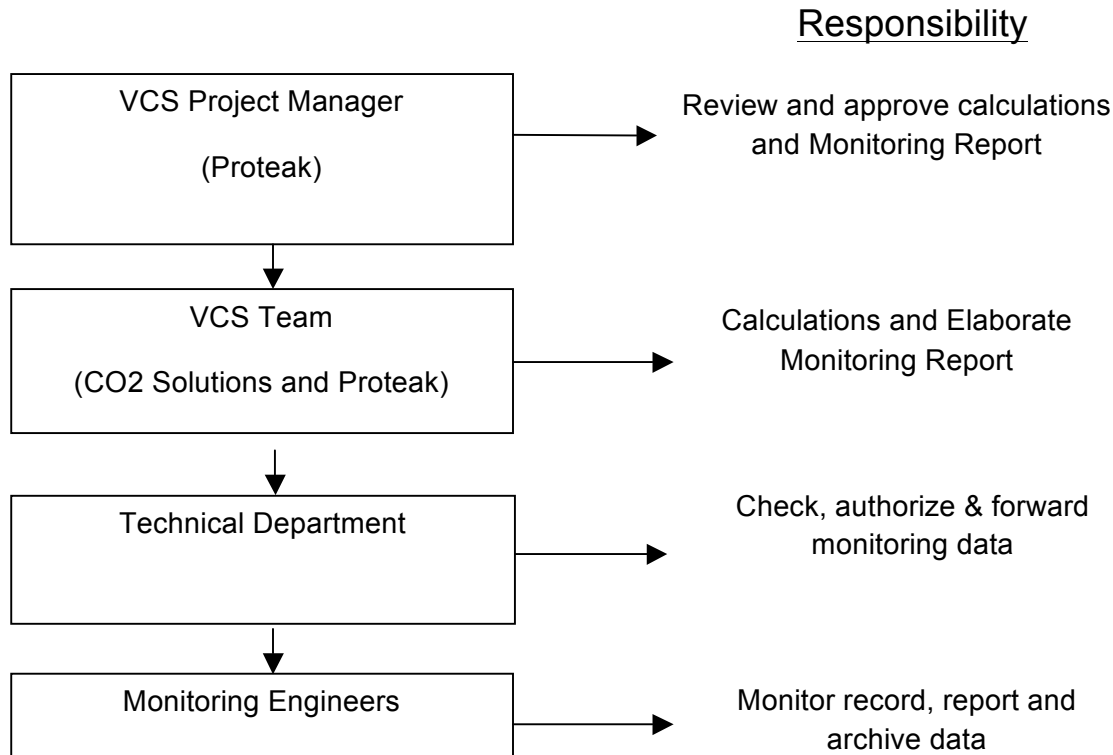 Responsibility
VCS Project Manager
(Proteak)
Review and approve calculations
and Monitoring Report
VCS Team
(CO2 Solutions and Proteak)
Calculations and Elaborate
Monitoring Report
Technical Department
Check, authorize & forward
monitoring data
Monitoring Engineers
Monitor record, report and
archive data